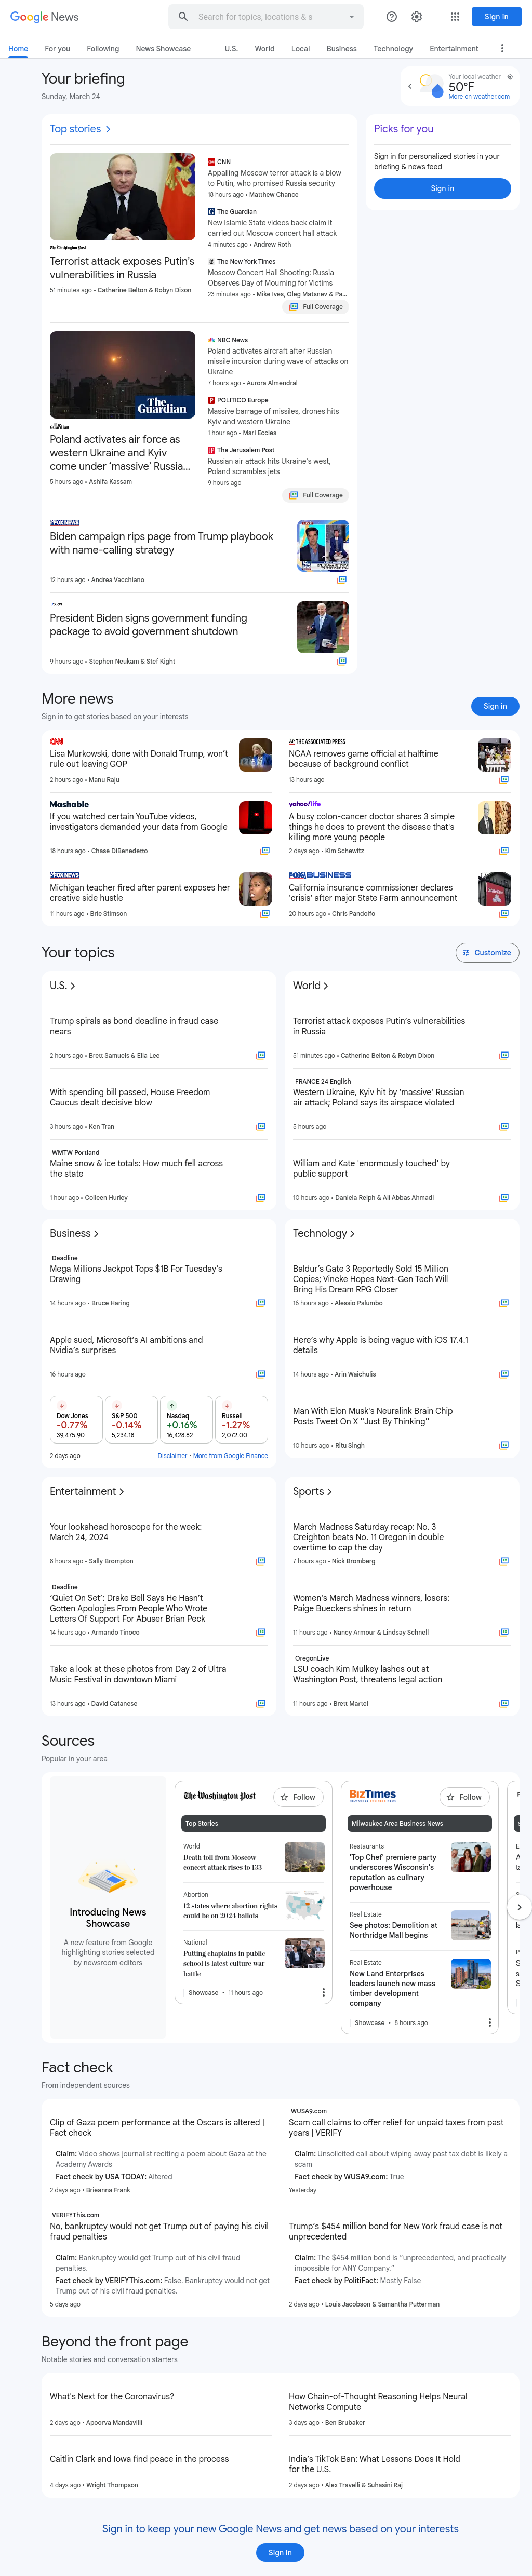 Google News
Search for topics, locations & s
Sign in
Home
For you
Following
News Showcase
U.S.
World
Local
Business
Technology
Entertainment
Your briefing
Sunday, March 24
Your local weather
50°F
More on weather.com
Top stories
The Washington Post
Terrorist attack exposes Putin's
vulnerabilities in Russia
51 minutes ago • Catherine Belton & Robyn Dixon
CNN
Appalling Moscow terror attack is a blow
to Putin, who promised Russia security
18 hours ago • Matthew Chance
The Guardian
New Islamic State videos back claim it
carried out Moscow concert hall attack
4 minutes ago • Andrew Roth
The New York Times
Moscow Concert Hall Shooting: Russia
Observes Day of Mourning for Victims
23 minutes ago • Mike Ives, Oleg Matsnev & Pa...
Full Coverage
The
Guardian
The
Guardian
Poland activates air force as
western Ukraine and Kyiv
come under 'massive' Russia...
5 hours ago • Ashifa Kassam
NBC News
Poland activates aircraft after Russian
missile incursion during wave of attacks on
Ukraine
7 hours ago • Aurora Almendral
POLITICO Europe
Massive barrage of missiles, drones hits
Kyiv and western Ukraine
1 hour ago • Mari Eccles
The Jerusalem Post
Russian air attack hits Ukraine's west,
Poland scrambles jets
9 hours ago
Full Coverage
FOX NEWS
Biden campaign rips page from Trump playbook
with name-calling strategy
12 hours ago • Andrea Vacchiano
President Biden signs government funding
package to avoid government shutdown
9 hours ago • Stephen Neukam & Stef Kight
Picks for you
Sign in for personalized stories in your
briefing & news feed
Sign in
More news
Sign in to get stories based on your interests
Sign in
CNN
Lisa Murkowski, done with Donald Trump, won't
rule out leaving GOP
2 hours ago • Manu Raju
AP THE ASSOCIATED PRESS
NCAA removes game official at halftime
because of background conflict
13 hours ago
Mashable
If you watched certain YouTube videos,
investigators demanded your data from Google
18 hours ago • Chase DiBenedetto
yahoo!life
A busy colon-cancer doctor shares 3 simple
things he does to prevent the disease that's
killing more young people
2 days ago • Kim Schewitz
FOX NEWS
Michigan teacher fired after parent exposes her
creative side hustle
11 hours ago • Brie Stimson
FOX BUSINESS
California insurance commissioner declares
'crisis' after major State Farm announcement
20 hours ago • Chris Pandolfo
Your topics
Customize
U.S.
Trump spirals as bond deadline in fraud case
nears
2 hours ago • Brett Samuels & Ella Lee
With spending bill passed, House Freedom
Caucus dealt decisive blow
3 hours ago • Ken Tran
WMTW Portland
Maine snow & ice totals: How much fell across
the state
1 hour ago • Colleen Hurley
World
Terrorist attack exposes Putin's vulnerabilities
in Russia
51 minutes ago • Catherine Belton & Robyn Dixon
FRANCE 24 English
Western Ukraine, Kyiv hit by 'massive' Russian
air attack; Poland says its airspace violated
5 hours ago
William and Kate 'enormously touched' by
public support
10 hours ago • Daniela Relph & Ali Abbas Ahmadi
Business
Deadline
Mega Millions Jackpot Tops $1B For Tuesday's
Drawing
14 hours ago • Bruce Haring
Apple sued, Microsoft's AI ambitions and
Nvidia's surprises
16 hours ago
Dow Jones
-0.77%
39,475.90
S&P 500
-0.14%
5,234.18
Nasdaq
+0.16%
16,428.82
Russell
-1.27%
2,072.00
2 days ago
Disclaimer • More from Google Finance
Technology
Baldur's Gate 3 Reportedly Sold 15 Million
Copies; Vincke Hopes Next-Gen Tech Will
Bring His Dream RPG Closer
16 hours ago • Alessio Palumbo
Here's why Apple is being vague with iOS 17.4.1
details
14 hours ago • Arin Waichulis
Man With Elon Musk's Neuralink Brain Chip
Posts Tweet On X "Just By Thinking"
10 hours ago • Ritu Singh
Entertainment
Your lookahead horoscope for the week:
March 24, 2024
8 hours ago • Sally Brompton
Deadline
'Quiet On Set': Drake Bell Says He Hasn't
Gotten Apologies From People Who Wrote
Letters Of Support For Abuser Brian Peck
14 hours ago • Armando Tinoco
Take a look at these photos from Day 2 of Ultra
Music Festival in downtown Miami
13 hours ago • David Catanese
Sports
March Madness Saturday recap: No. 3
Creighton beats No. 11 Oregon in double
overtime to cap the day
7 hours ago • Nick Bromberg
Women's March Madness winners, losers:
Paige Bueckers shines in return
11 hours ago • Nancy Armour & Lindsay Schnell
OregonLive
LSU coach Kim Mulkey lashes out at
Washington Post, threatens legal action
11 hours ago • Brett Martel
Sources
Popular in your area
Introducing News
Showcase
A new feature from Google
highlighting stories selected
by newsroom editors
The Washington Post
Follow
Top Stories
World
Death toll from Moscow
concert attack rises to 133
Abortion
12 states where abortion rights
could be on 2024 ballots
National
Putting chaplains in public
school is latest culture war
battle
Showcase • 11 hours ago
BizTimes
Follow
Milwaukee Area Business News
Restaurants
'Top Chef' premiere party
underscores Wisconsin's
reputation as culinary
powerhouse
Real Estate
See photos: Demolition at
Northridge Mall begins
Real Estate
New Land Enterprises
leaders launch new mass
timber development
company
Showcase • 8 hours ago
Fact check
From independent sources
Clip of Gaza poem performance at the Oscars is altered |
Fact check
Claim: Video shows journalist reciting a poem about Gaza at the
Academy Awards
Fact check by USA TODAY: Altered
2 days ago • Brieanna Frank
WUSA9.com
Scam call claims to offer relief for unpaid taxes from past
years | VERIFY
Claim: Unsolicited call about wiping away past tax debt is likely a
scam
Fact check by WUSA9.com: True
Yesterday
VERIFYThis.com
No, bankruptcy would not get Trump out of paying his civil
fraud penalties
Claim: Bankruptcy would get Trump out of his civil fraud
penalties.
Fact check by VERIFYThis.com: False. Bankruptcy would not get
Trump out of his civil fraud penalties.
5 days ago
Trump's $454 million bond for New York fraud case is not
unprecedented
Claim: The $454 million bond is "unprecedented, and practically
impossible for ANY Company."
Fact check by PolitiFact: Mostly False
2 days ago • Louis Jacobson & Samantha Putterman
Beyond the front page
Notable stories and conversation starters
What's Next for the Coronavirus?
2 days ago • Apoorva Mandavilli
How Chain-of-Thought Reasoning Helps Neural
Networks Compute
3 days ago • Ben Brubaker
Caitlin Clark and Iowa find peace in the process
4 days ago • Wright Thompson
India's TikTok Ban: What Lessons Does It Hold
for the U.S.
2 days ago • Alex Travelli & Suhasini Raj
Sign in to keep your new Google News and get news based on your interests
Sign in